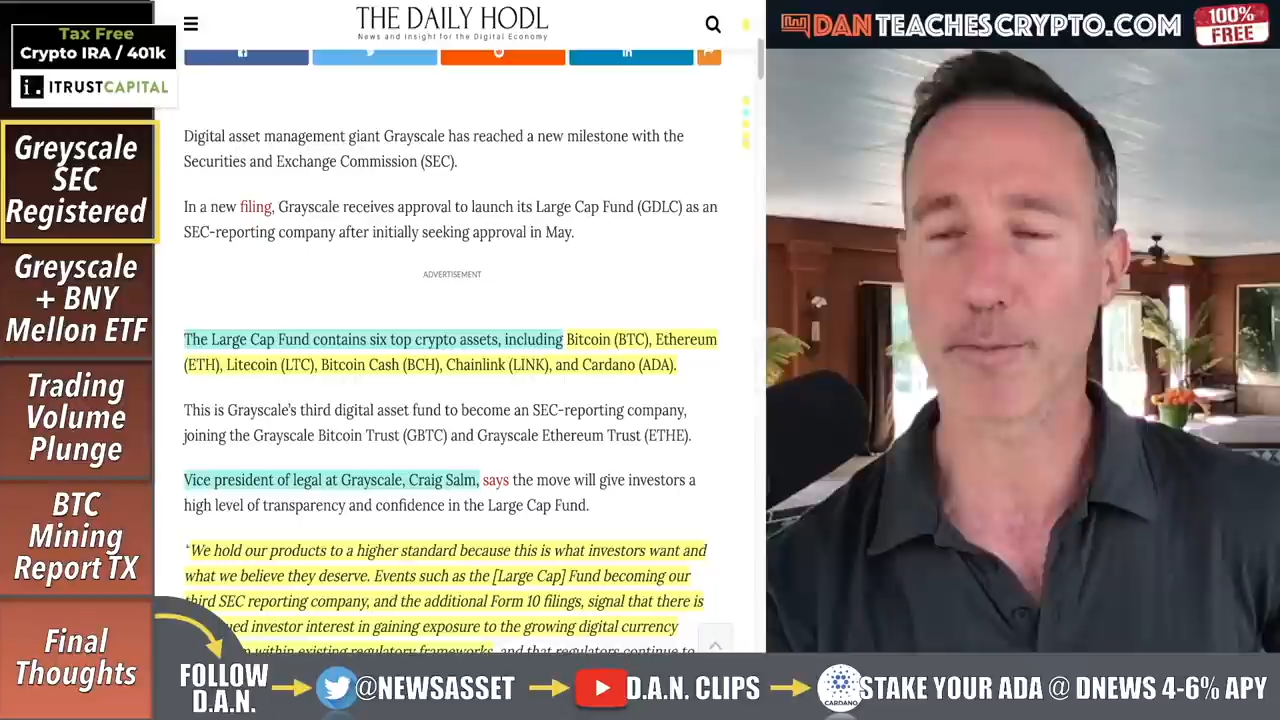 Tax Free
Crypto IRA / 401k
i. ITRUSTCAPITAL
Greyscale
SEC
Registered
Greyscale
+ BNY
Mellon ETF
Trading
Volume
Plunge
BTC
Mining
Report TX
Final
Thoughts
THE DAILY HODL
News and Insight for the Digital Economy
Digital asset management giant Grayscale has reached a new milestone with the
Securities and Exchange Commission (SEC).
In a new filing, Grayscale receives approval to launch its Large Cap Fund (GDLC) as an
SEC-reporting company after initially seeking approval in May.
ADVERTISEMENT
The Large Cap Fund contains six top crypto assets, including Bitcoin (BTC), Ethereum
(ETH), Litecoin (LTC), Bitcoin Cash (BCH), Chainlink (LINK), and Cardano (ADA).
This is Grayscale’s third digital asset fund to become an SEC-reporting company,
joining the Grayscale Bitcoin Trust (GBTC) and Grayscale Ethereum Trust (ETHE).
Vice president of legal at Grayscale, Craig Salm, says the move will give investors a
high level of transparency and confidence in the Large Cap Fund.
“We hold our products to a higher standard because this is what investors want and
what we believe they deserve. Events such as the [Large Cap] Fund becoming our
third SEC reporting company, and the additional Form 10 filings, signal that there is
investor interest in gaining exposure to the growing digital currency
within existing regulatory frameworks, and that regulators continue to
DANTEACHESCRYPTO.COM
100%
FREE
FOLLOW
D.A.N.
@NEWSASSET
D.A.N. CLIPS
CARDANO
STAKE YOUR ADA @ DNEWS 4-6% APY